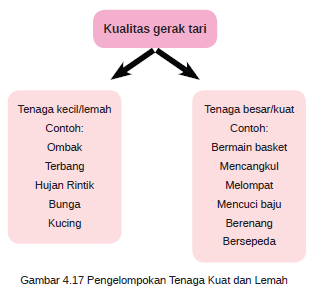 Kualitas gerak tari
Tenaga kecil/lemah
Contoh:
Ombak
Terbang
Hujan Rintik
Bunga
Kucing
Tenaga besar/kuat
Contoh:
Bermain basket
Mencangkul
Melompat
Mencuci baju
Berenang
Bersepeda
Gambar 4.17 Pengelompokan Tenaga Kuat dan Lemah